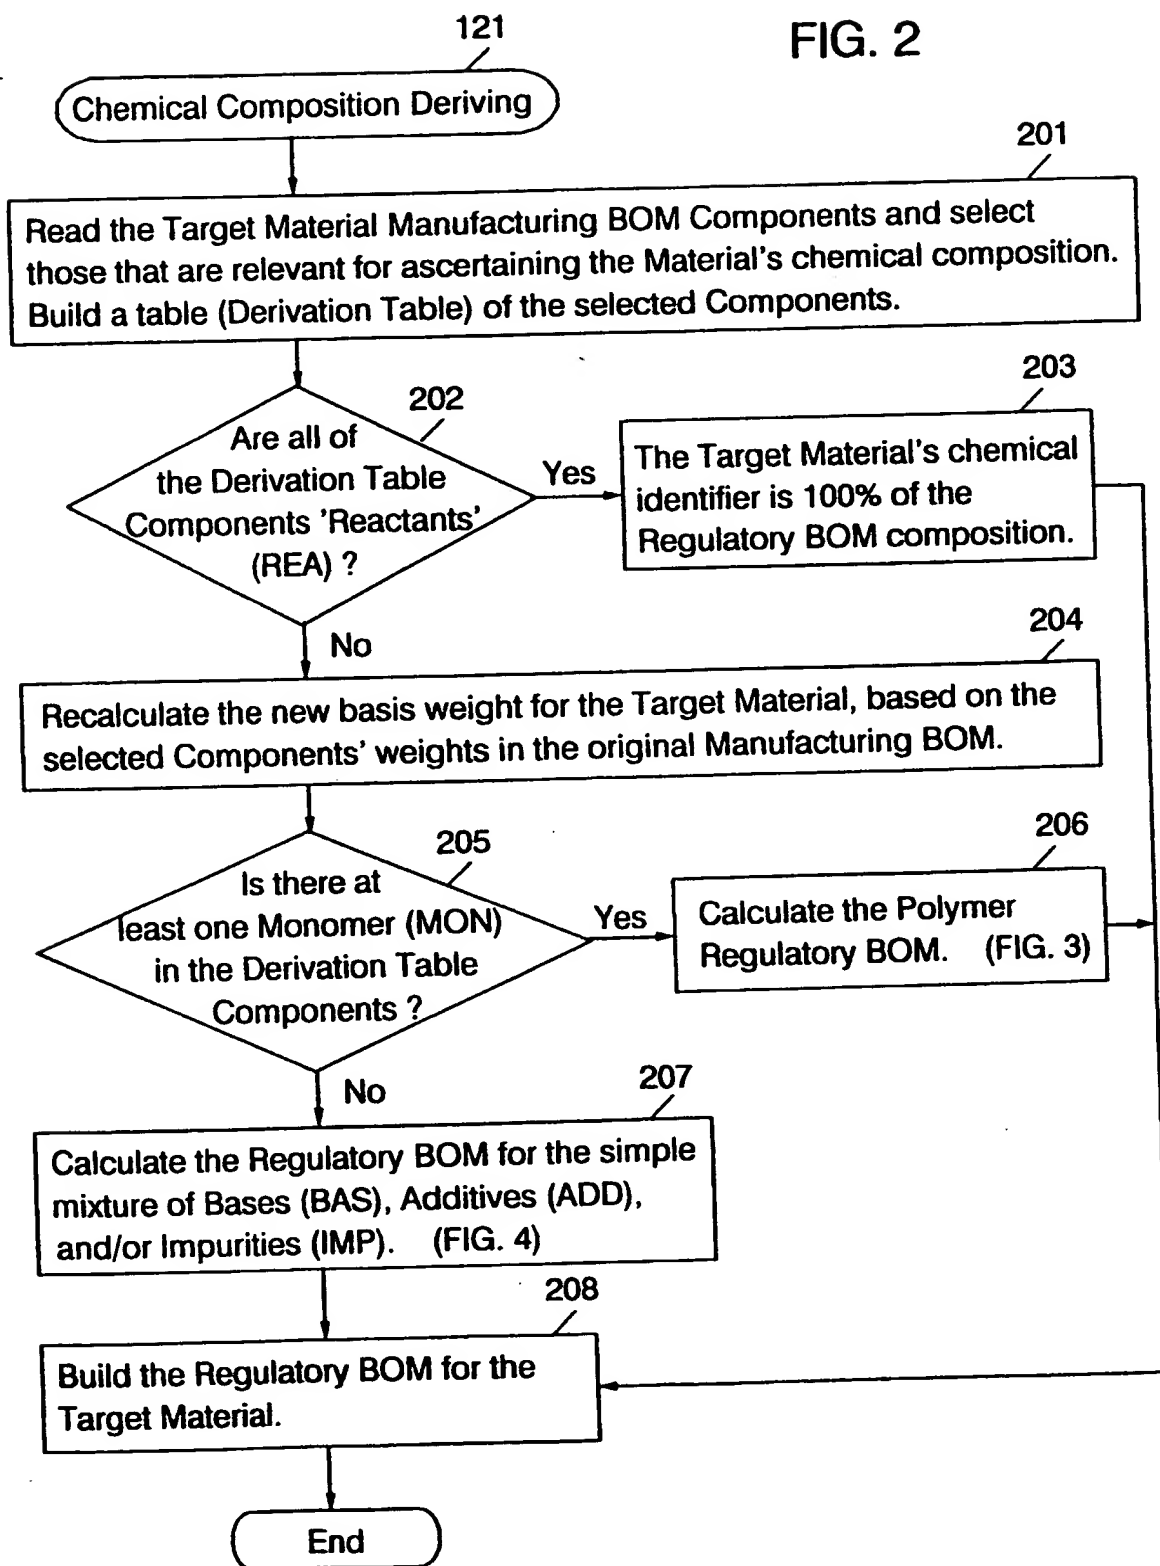 121
FIG. 2
Chemical Composition Deriving
201
Read the Target Material Manufacturing BOM Components and select
those that are relevant for ascertaining the Material's chemical composition.
Build a table (Derivation Table) of the selected Components.
202
Are all of
the Derivation Table
Components 'Reactants'
(REA) ?
Yes
203
The Target Material's chemical
identifier is 100% of the
Regulatory BOM composition.
No
204
Recalculate the new basis weight for the Target Material, based on the
selected Components' weights in the original Manufacturing BOM.
205
Is there at
least one Monomer (MON)
in the Derivation Table
Components ?
Yes
206
Calculate the Polymer
Regulatory BOM. (FIG. 3)
No
207
Calculate the Regulatory BOM for the simple
mixture of Bases (BAS), Additives (ADD),
and/or Impurities (IMP). (FIG. 4)
208
Build the Regulatory BOM for the
Target Material.
End